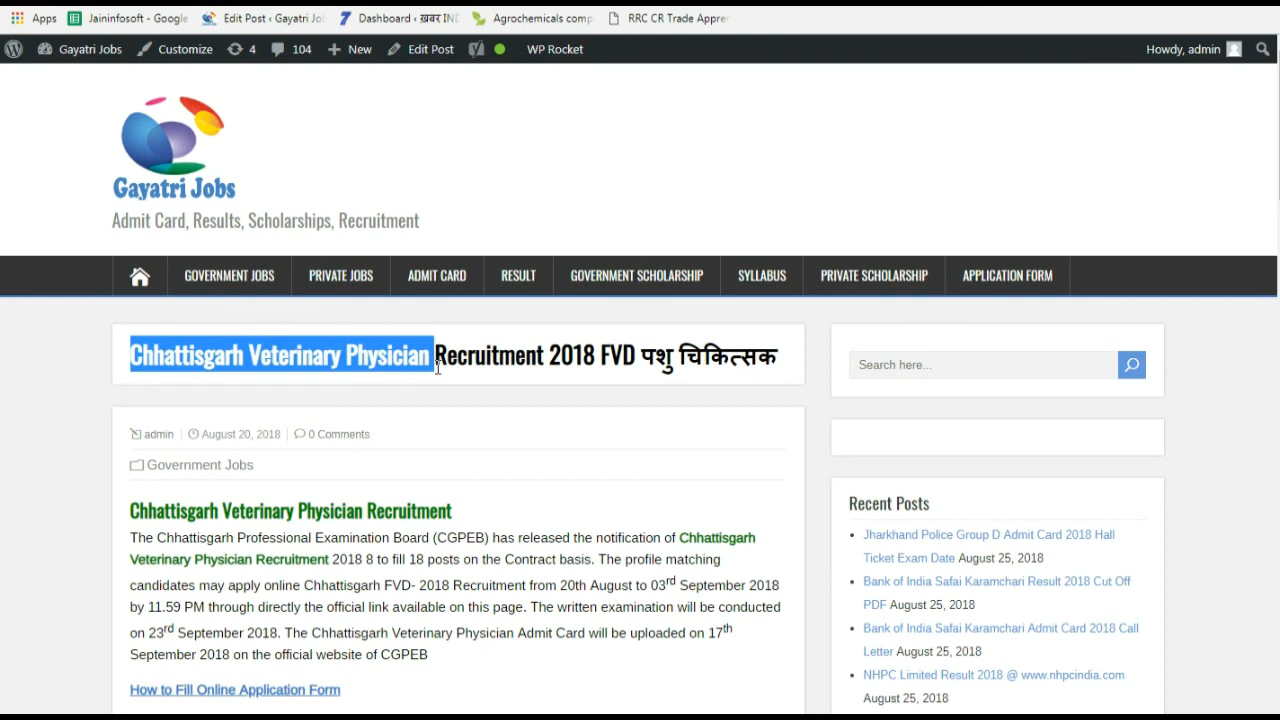 Apps Jaininfosoft - Google Edit Post ‹ Gayatri Jo Dashboard ‹ ख़बर IND Agrochemicals comp RRC CR Trade Appre
Gayatri Jobs Customize 4 104 New Edit Post WP Rocket Howdy, admin
Gayatri Jobs
Admit Card, Results, Scholarships, Recruitment
GOVERNMENT JOBS PRIVATE JOBS ADMIT CARD RESULT GOVERNMENT SCHOLARSHIP SYLLABUS PRIVATE SCHOLARSHIP APPLICATION FORM
Chhattisgarh Veterinary Physician Recruitment 2018 FVD पशु चिकित्सक
admin August 20, 2018 0 Comments
Government Jobs
Chhattisgarh Veterinary Physician Recruitment
The Chhattisgarh Professional Examination Board (CGPEB) has released the notification of Chhattisgarh
Veterinary Physician Recruitment 2018 8 to fill 18 posts on the Contract basis. The profile matching
candidates may apply online Chhattisgarh FVD- 2018 Recruitment from 20th August to 03rd September 2018
by 11.59 PM through directly the official link available on this page. The written examination will be conducted
on 23rd September 2018. The Chhattisgarh Veterinary Physician Admit Card will be uploaded on 17th
September 2018 on the official website of CGPEB
How to Fill Online Application Form
Search here...
Recent Posts
Jharkhand Police Group D Admit Card 2018 Hall
Ticket Exam Date August 25, 2018
Bank of India Safai Karamchari Result 2018 Cut Off
PDF August 25, 2018
Bank of India Safai Karamchari Admit Card 2018 Call
Letter August 25, 2018
NHPC Limited Result 2018 @ www.nhpcindia.com
August 25, 2018